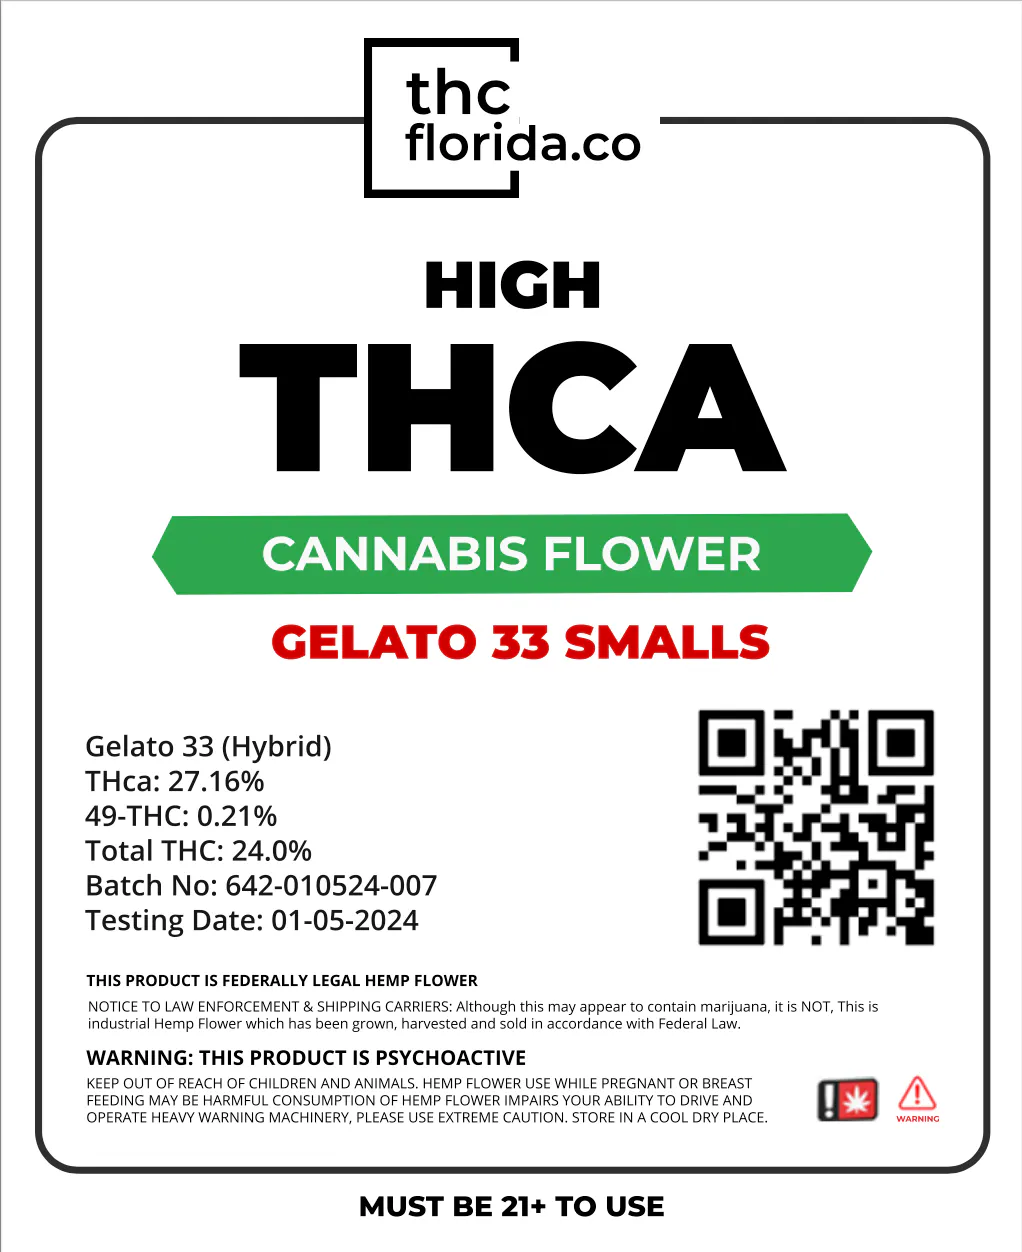 thc
florida.co
HIGH
THCA
CANNABIS FLOWER
GELATO 33 SMALLS
Gelato 33 (Hybrid)
THca: 27.16%
49-THC: 0.21%
Total THC: 24.0%
Batch No: 642-010524-007
Testing Date: 01-05-2024
THIS PRODUCT IS FEDERALLY LEGAL HEMP FLOWER
NOTICE TO LAW ENFORCEMENT & SHIPPING CARRIERS: Although this may appear to contain marijuana, it is NOT, This is
industrial Hemp Flower which has been grown, harvested and sold in accordance with Federal Law.
WARNING: THIS PRODUCT IS PSYCHOACTIVE
KEEP OUT OF REACH OF CHILDREN AND ANIMALS. HEMP FLOWER USE WHILE PREGNANT OR BREAST
FEEDING MAY BE HARMFUL CONSUMPTION OF HEMP FLOWER IMPAIRS YOUR ABILITY TO DRIVE AND
OPERATE HEAVY WARNING MACHINERY, PLEASE USE EXTREME CAUTION. STORE IN A COOL DRY PLACE.
WARNING
MUST BE 21+ TO USE